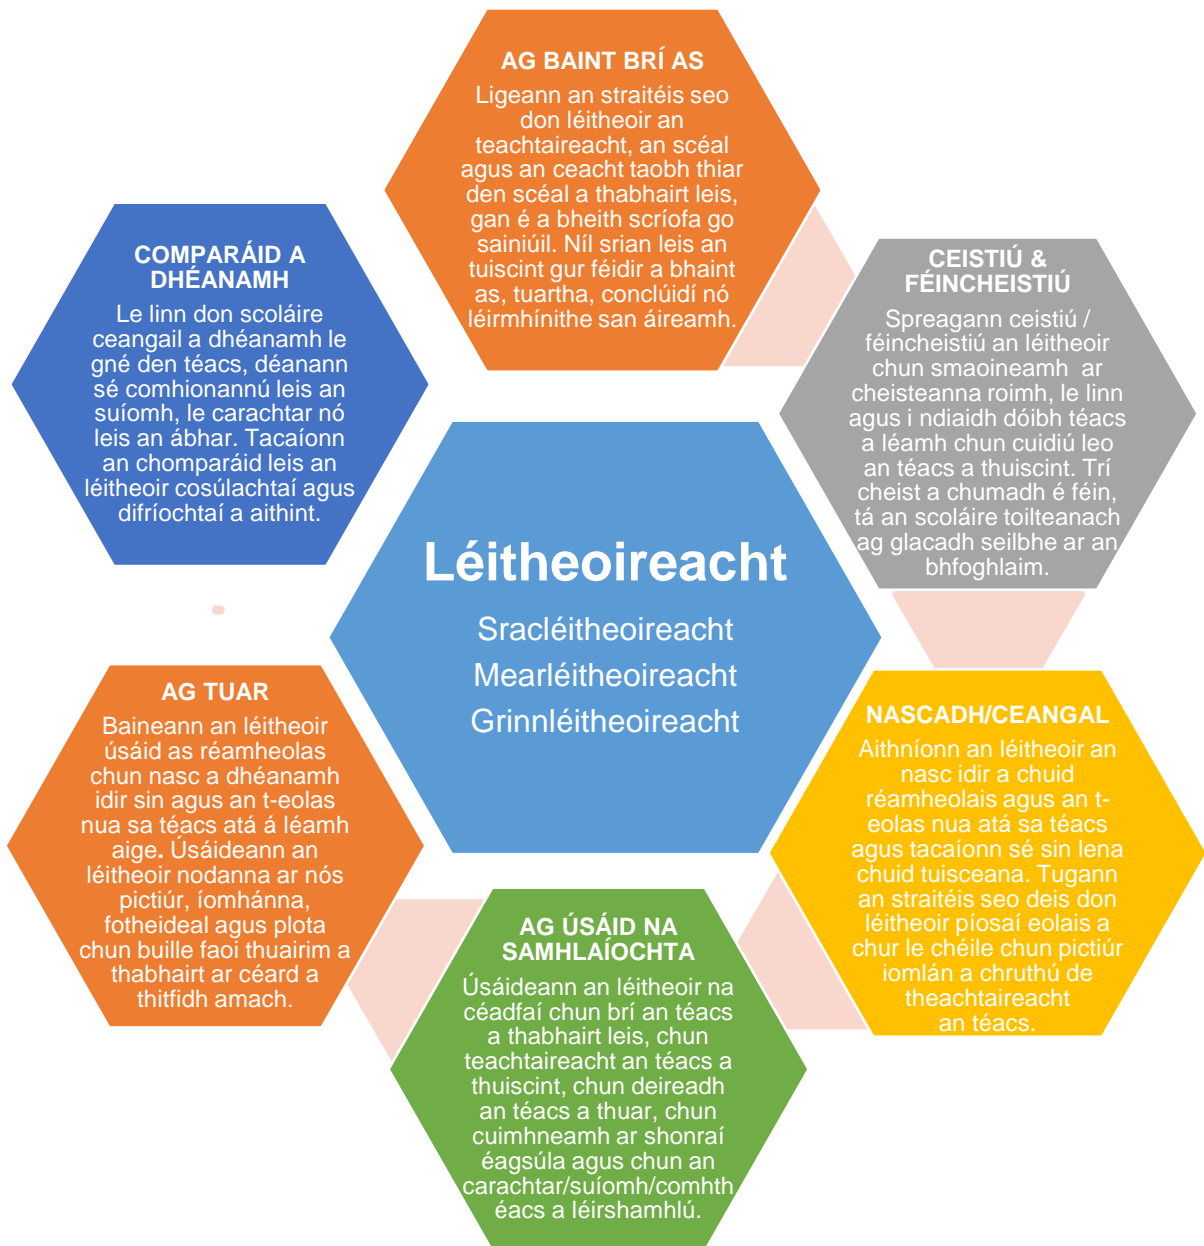 AG BAINT BRÍ AS
Ligeann an straitéis seo
don léitheoir an
teachtaireacht, an scéal
agus an ceacht taobh thiar
den scéal a thabhairt leis,
gan é a bheith scríofa go
sainiúil. Níl srian leis an
tuiscint gur féidir a bhaint
as, tuartha, conclúidí nó
léirmhínithe san áireamh.
CEISTIÚ &
FÉINCHEISTIÚ
Spreagann ceistiú /
féincheistiú an léitheoir
chun smaoineamh ar
cheisteanna roimh, le linn
agus i ndiaidh dóibh téacs
a léamh chun cuidiú leo
an téacs a thuiscint. Trí
cheist a chumadh é féin,
tá an scoláire toilteanach
ag glacadh seilbhe ar an
bhfoghlaim.
NASCADH/CEANGAL
Aithníonn an léitheoir an
nasc idir a chuid
réamheolais agus an t-
eolas nua atá sa téacs
agus tacaíonn sé sin lena
chuid tuisceana. Tugann
an straitéis seo deis don
léitheoir píosaí eolais a
chur le chéile chun pictiúr
iomlán a chruthú de
theachtaireacht
an téacs.
AG ÚSÁID NA
SAMHLAÍOCHTA
Úsáideann an léitheoir na
céadfaí chun brí an téacs
a thabhairt leis, chun
teachtaireacht an téacs a
thuiscint, chun deireadh
an téacs a thuar, chun
cuimhneamh ar shonraí
éagsúla agus chun an
carachtar/suíomh/comhth
éacs a léirshamhlú.
AG TUAR
Baineann an léitheoir
úsáid as réamheolas
chun nasc a dhéanamh
idir sin agus an t-eolas
nua sa téacs atá á léamh
aige. Úsáideann an
léitheoir nodanna ar nós
pictiúr, íomhánna,
fotheideal agus plota
chun buille faoi thuairim a
thabhairt ar céard a
thitfidh amach.
COMPARÁID A
DHÉANAMH
Le linn don scoláire
ceangail a dhéanamh le
gné den téacs, déanann
sé comhionannú leis an
suíomh, le carachtar nó
leis an ábhar. Tacaíonn
an chomparáid leis an
léitheoir cosúlachtaí agus
difríochtaí a aithint.
Léitheoireacht
Sracléitheoireacht
Mearléitheoireacht
Grinnléitheoireacht